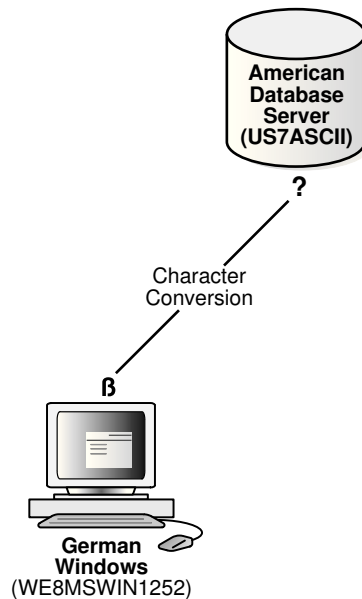 American
Database
Server
(US7ASCII)
?
Character
Conversion
ß
German
Windows
(WE8MSWIN1252)